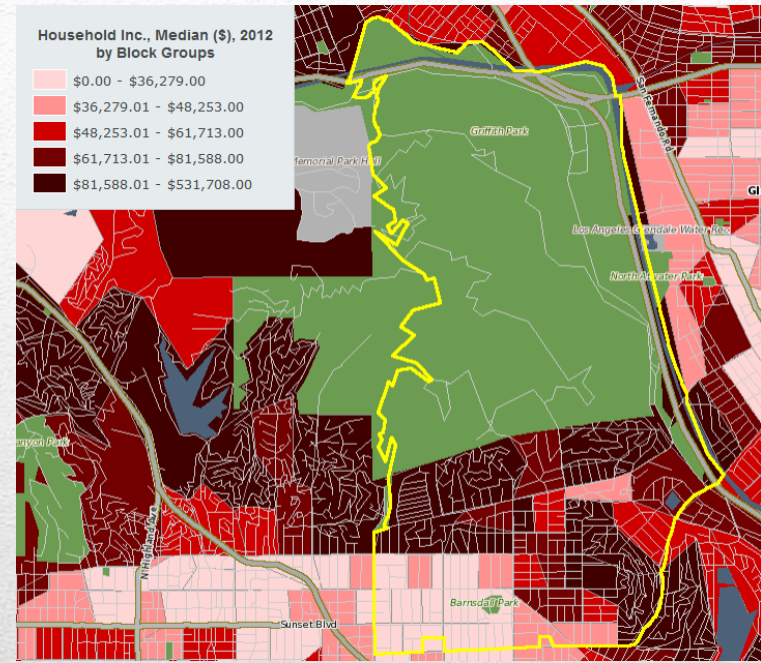 Household Inc., Median ($), 2012
by Block Groups
$0.00 - $36,279.00
$36,279.01 - $48,253.00
$48,253.01 - $61,713.00
$61,713.01 - $81,588.00
$81,588.01 - $531,708.00
San Fernando Rd
Griffith Park
Memorial Park H ll
Gl
Los Angeles Glendale Water Rec
North Atwater Park
anyon Park
N Highland Ave
Barnsdall Park
Sunset Blvd